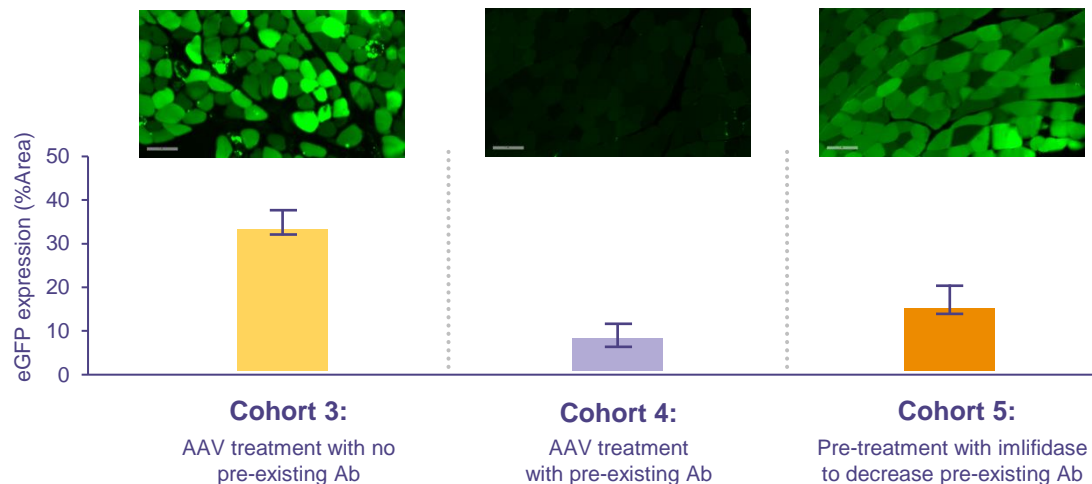 eGFP expression (%Area)
50
40
30
20
10
0
Cohort 3:
AAV treatment with no
pre-existing Ab
Cohort 4:
AAV treatment
with pre-existing Ab
Cohort 5:
Pre-treatment with imlifidase
to decrease pre-existing Ab